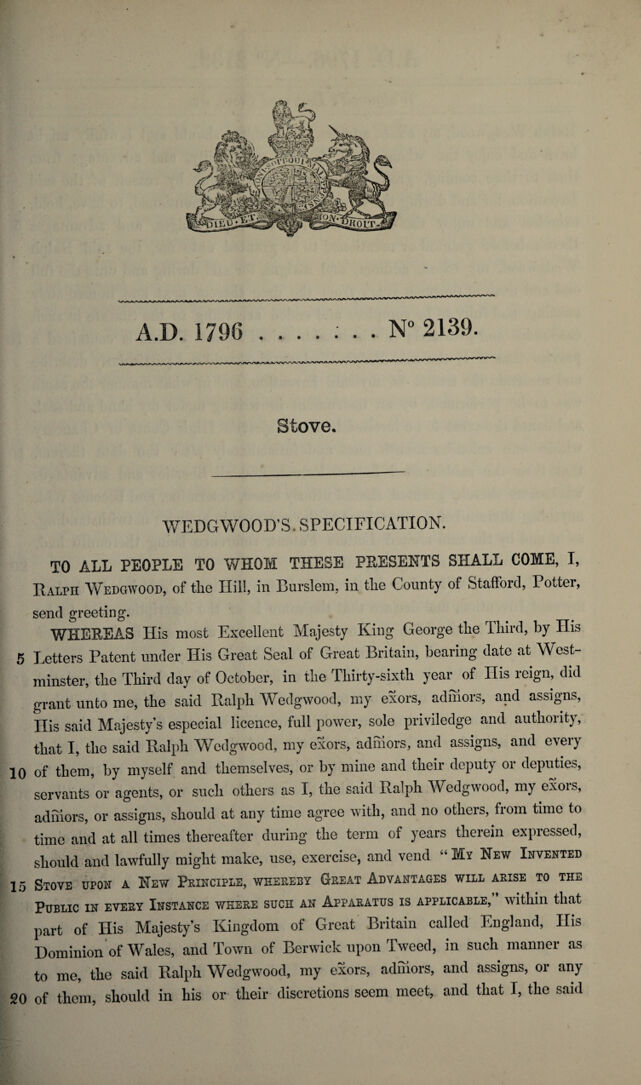 DIEU · ET · MON · DROIT
A.D. 1796 . . . . . . . N° 2139.
Stove.
WEDGWOOD'S SPECIFICATION.
TO ALL PEOPLE TO WHOM THESE PRESENTS SHALL COME, I,
RALPH WEDGWOOD, of the Hill, in Burslem, in the County of Stafford, Potter,
send greeting.
WHEREAS His most Excellent Majesty King George the Third, by His
5 Letters Patent under His Great Seal of Great Britain, bearing date at West-
minster, the Third day of October, in the Thirty-sixth year of His reign, did
grant unto me, the said Ralph Wedgwood, my exors, admors, and assigns,
His said Majesty's especial licence, full power, sole priviledge and authority,
that I, the said Ralph Wedgwood, my exors, admors, and assigns, and every
10 of them, by myself and themselves, or by mine and their deputy or deputies,
servants or agents, or such others as I, the said Ralph Wedgwood, my exors,
admors, or assigns, should at any time agree with, and no others, from time to
time and at all times thereafter during the term of years therein expressed,
should and lawfully might make, use, exercise, and vend "MY NEW INVENTED
15 STOVE UPON A NEW PRINCIPLE, WHEREBY GREAT ADVANTAGES WILL ARISE TO THE
PUBLIC IN EVERY INSTANCE WHERE SUCH AN APPARATUS IS APPLICABLE," within that
part of His Majesty's Kingdom of Great Britain called England, His
Dominion of Wales, and Town of Berwick upon Tweed, in such manner as
to me, the said Ralph Wedgwood, my exors, admors, and assigns, or any
20 of them, should in his or their discretions seem meet, and that I, the said